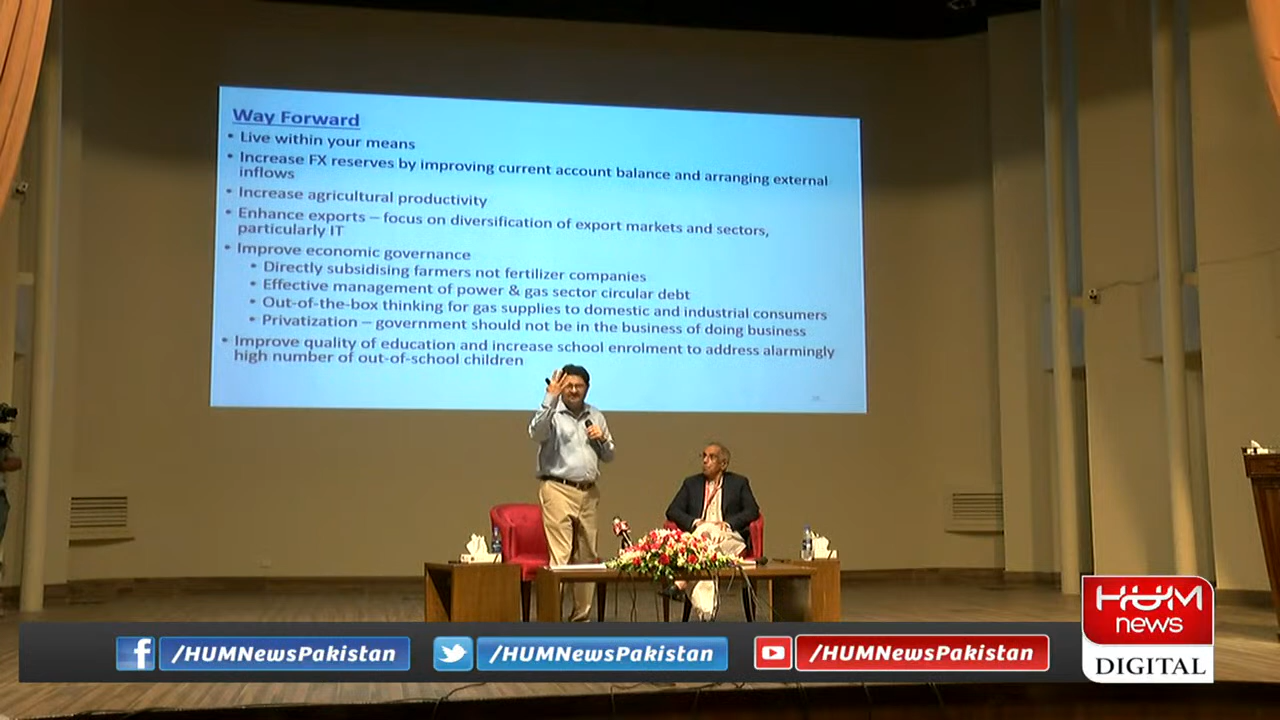 Way Forward
• Live within your means
• Increase FX reserves by improving current account balance and arranging external
inflows
• Increase agricultural productivity
• Enhance exports – focus on diversification of export markets and sectors,
particularly IT
• Improve economic governance
• Directly subsidising farmers not fertilizer companies
• Effective management of power & gas sector circular debt
• Out-of-the-box thinking for gas supplies to domestic and industrial consumers
• Privatization – government should not be in the business of doing business
• Improve quality of education and increase school enrolment to address alarmingly
high number of out-of-school children
HUM
news
DIGITAL
f /HUMNewsPakistan
/HUMNewsPakistan
/HUMNewsPakistan